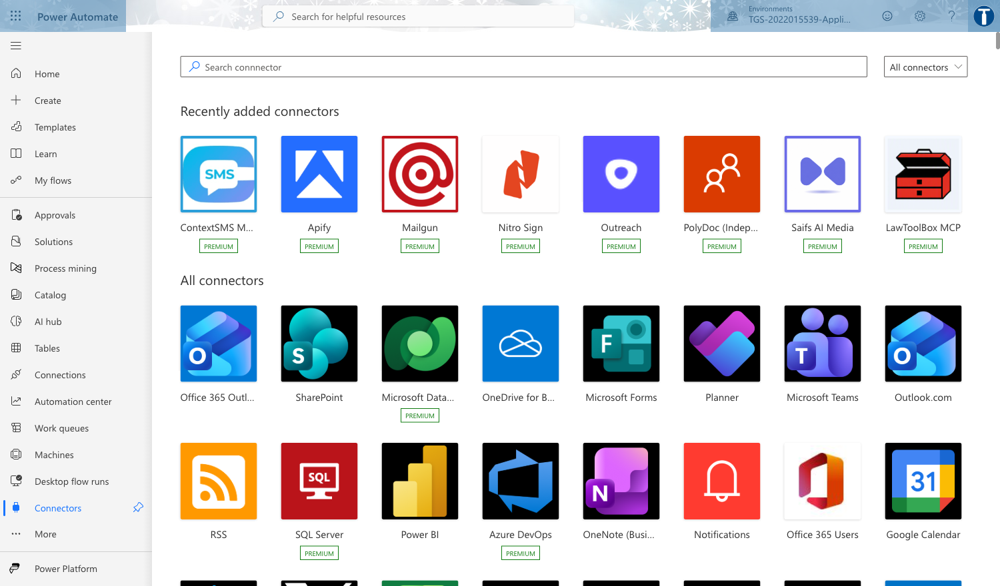 Power Automate
Search for helpful resources
Environments
TGS-2022015539-Appli...
Home
Create
Templates
Learn
My flows
Approvals
Solutions
Process mining
Catalog
AI hub
Tables
Connections
Automation center
Work queues
Machines
Desktop flow runs
Connectors
More
Power Platform
Search connnector
All connectors
Recently added connectors
SMS
ContextSMS M...
Apify
Mailgun
Nitro Sign
Outreach
PolyDoc (Indep...
Saifs AI Media
LawToolBox MCP
PREMIUM
PREMIUM
PREMIUM
PREMIUM
PREMIUM
PREMIUM
PREMIUM
PREMIUM
All connectors
O
S
F
T
O
Office 365 Outl...
SharePoint
Microsoft Data...
OneDrive for B...
Microsoft Forms
Planner
Microsoft Teams
Outlook.com
PREMIUM
SQL
N
31
RSS
SQL Server
Power BI
Azure DevOps
OneNote (Busi...
Notifications
Office 365 Users
Google Calendar
PREMIUM
PREMIUM